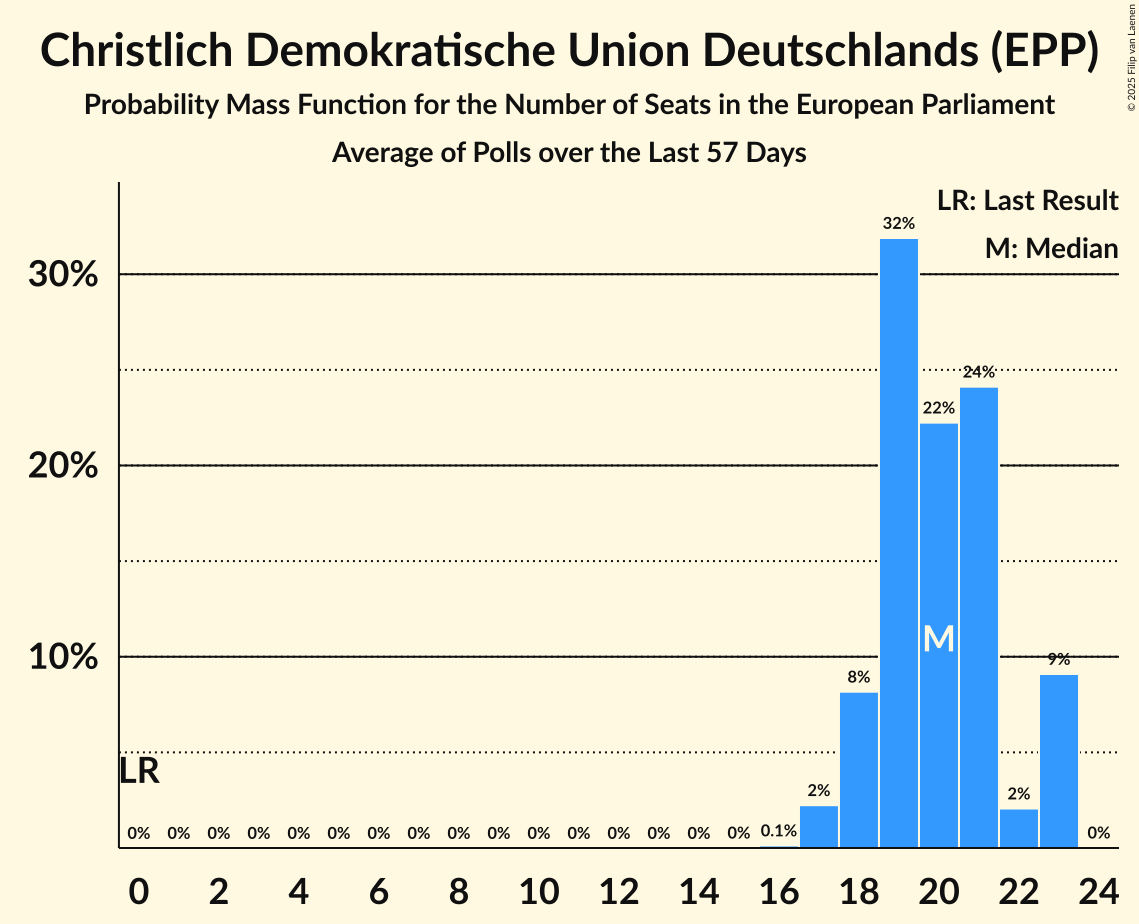 Christlich Demokratische Union Deutschlands (EPP)
Probability Mass Function for the Number of Seats in the European Parliament
Average of Polls over the Last 57 Days
© 2025 Filip van Laenen
LR: Last Result
M: Median
30%
20%
10%
LR
M
0% 0% 0% 0% 0% 0% 0% 0% 0% 0% 0% 0% 0% 0% 0% 0% 0.1% 2% 8% 32% 22% 24% 2% 9% 0%
0 2 4 6 8 10 12 14 16 18 20 22 24